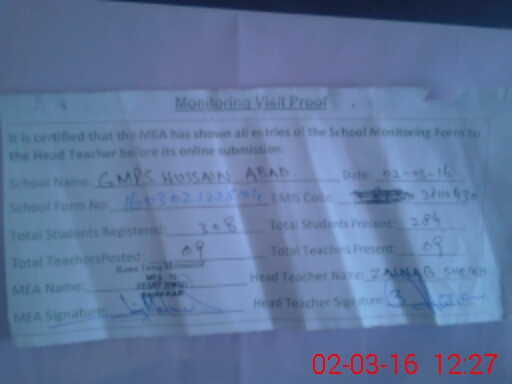 Monitoring Visit Proof
It is certified that the MEA has shown all entries of the School Monitoring Form to
the Head Teacher before its online submission.
School Name: GMPS HUSSAIN ABAD Date: 02-03-16
School Form No: EMIS Code: 38110430
Total Students Registered: 308 Total Students Present: 284
Total TeachersPosted: 09 Total Teachers Present: 09
MEA Name: Head Teacher Name: ZAINAB
MEA Signature: Head Teacher Signature:
02-03-16 12:27